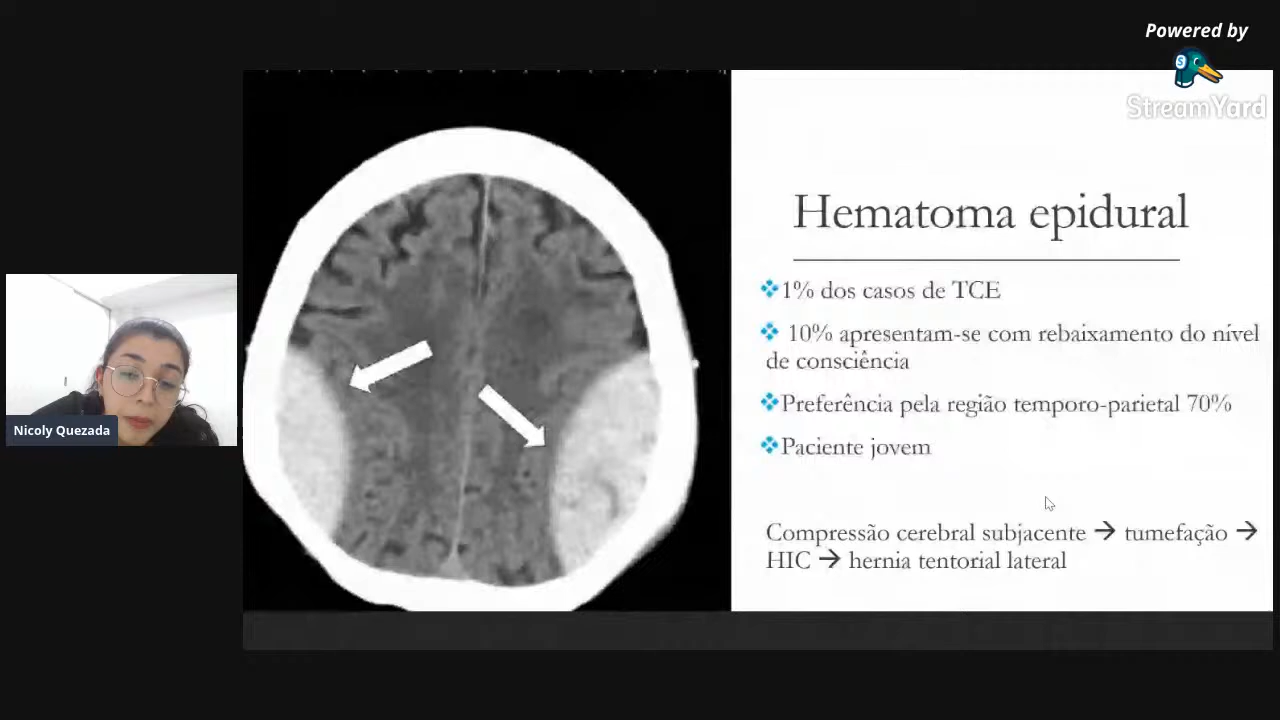 Powered by
StreamYard
Hematoma epidural
1% dos casos de TCE
10% apresentam-se com rebaixamento do nível
de consciência
Preferência pela região temporo-parietal 70%
Paciente jovem
Compressão cerebral subjacente → tumefação →
HIC → hernia tentorial lateral
Nicoly Quezada